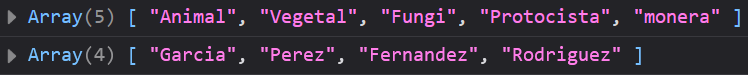 Array(5) [ "Animal", "Vegetal", "Fungi", "Protocista", "monera" ]
Array(4) [ "Garcia", "Perez", "Fernandez", "Rodriguez" ]